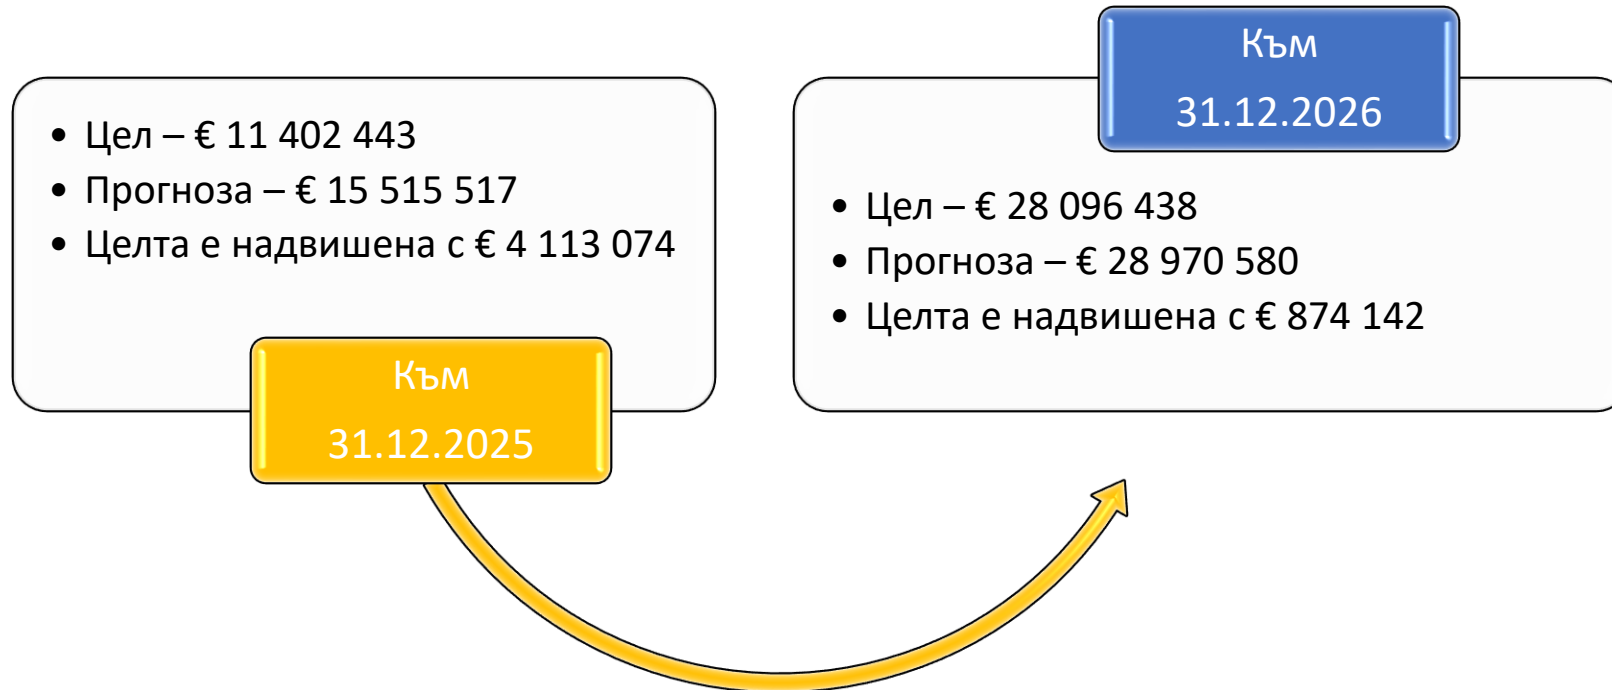 • Цел – € 11 402 443
• Прогноза – € 15 515 517
• Целта е надвишена с € 4 113 074
Към
31.12.2025
Към
31.12.2026
• Цел – € 28 096 438
• Прогноза – € 28 970 580
• Целта е надвишена с € 874 142